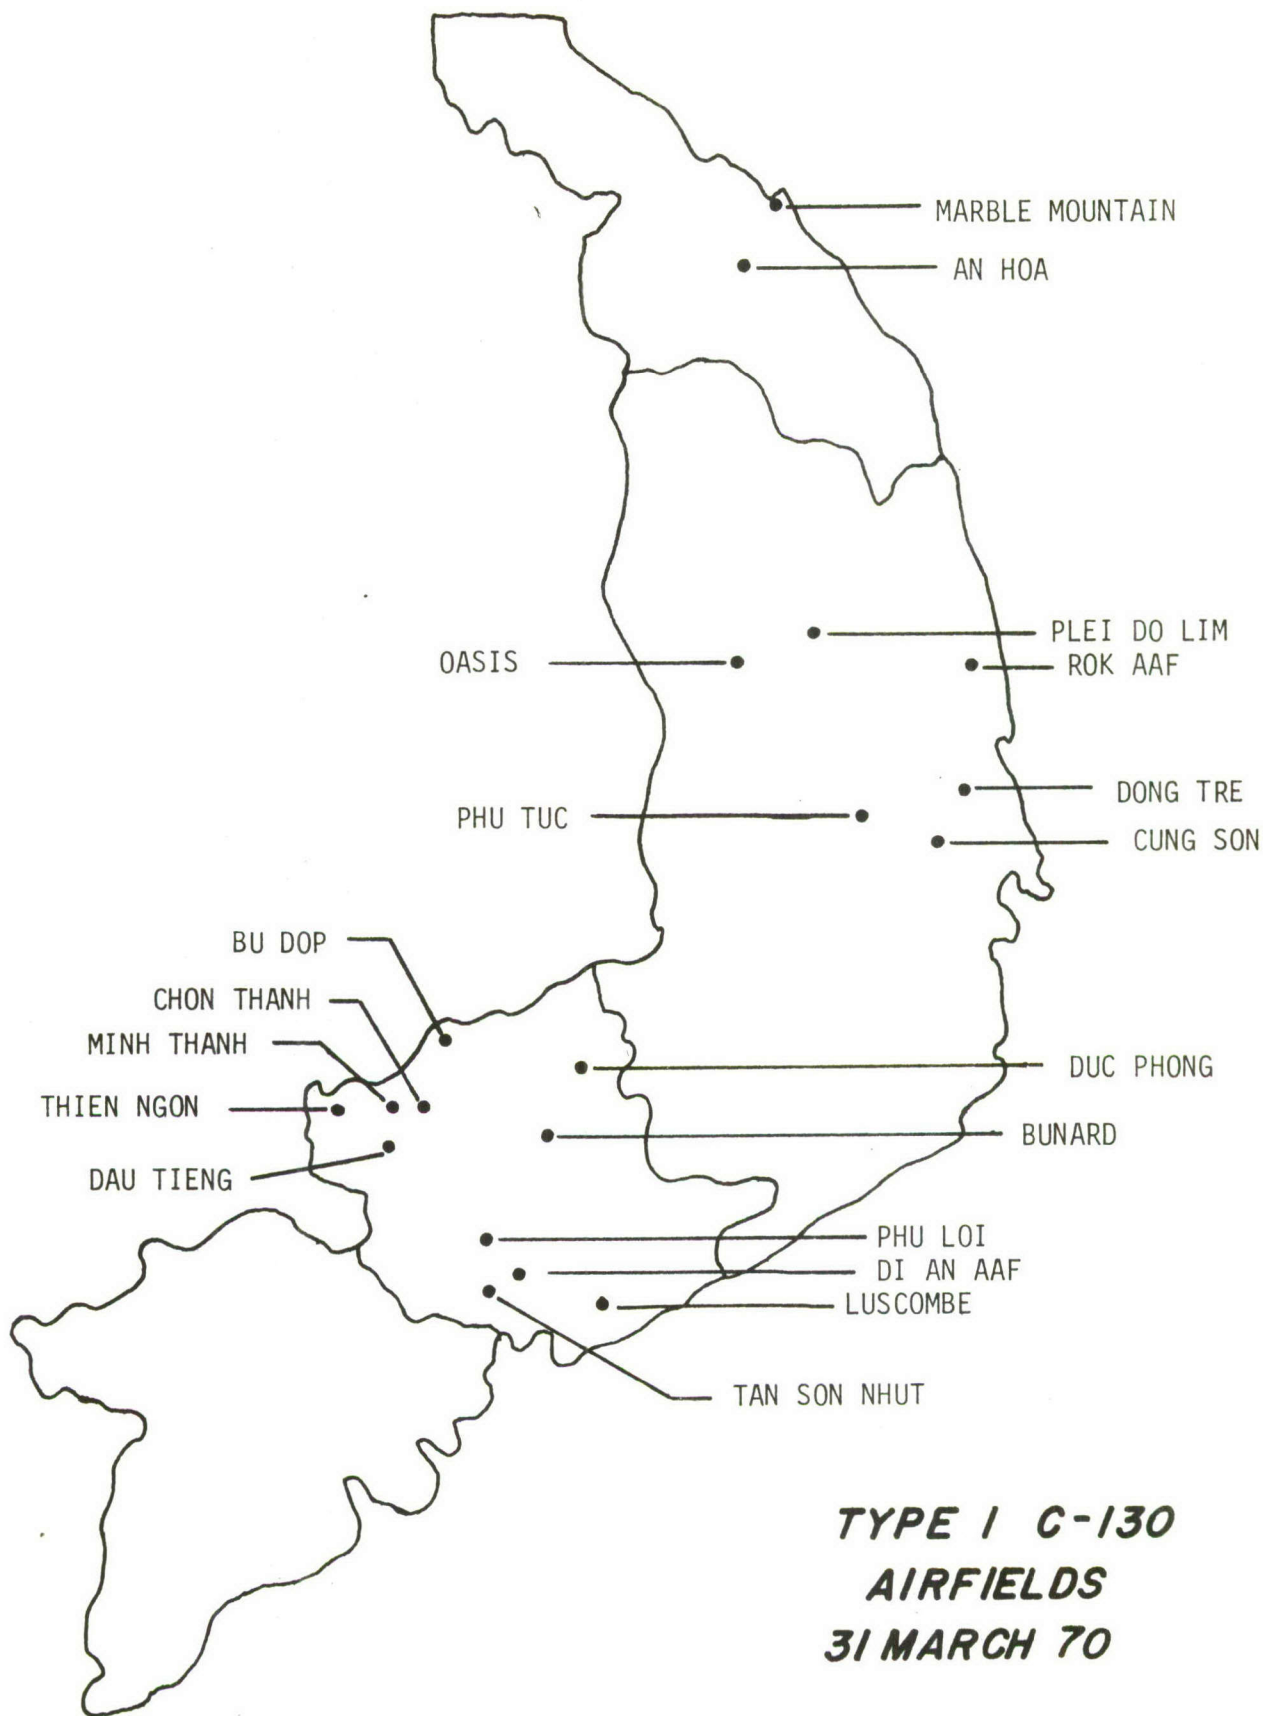 MARBLE MOUNTAIN
AN HOA
PLEI DO LIM
OASIS
ROK AAF
DONG TRE
PHU TUC
CUNG SON
BU DOP
CHON THANH
MINH THANH
DUC PHONG
THIEN NGON
BUNARD
DAU TIENG
PHU LOI
DI AN AAF
LUSCOMBE
TAN SON NHUT
TYPE 1 C-130
AIRFIELDS
31 MARCH 70